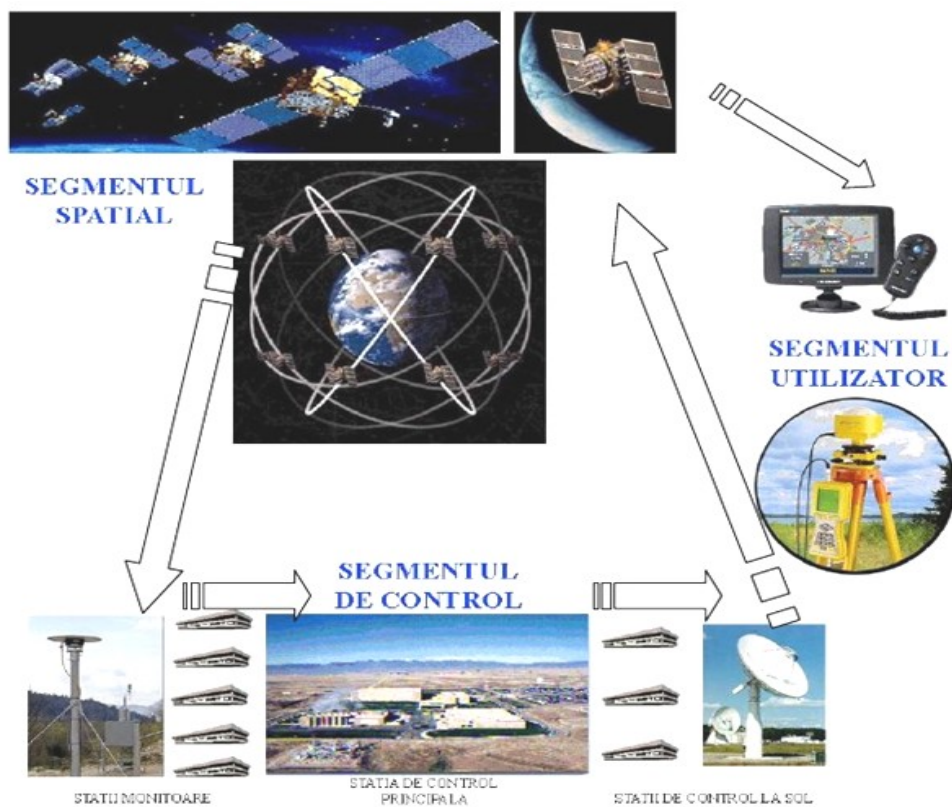 SEGMENTUL
SPATIAL
SEGMENTUL
UTILIZATOR
SEGMENTUL
DE CONTROL
STATII MONITOARE
STATIA DE CONTROL
PRINCIPALA
STATII DE CONTROL LA SOL